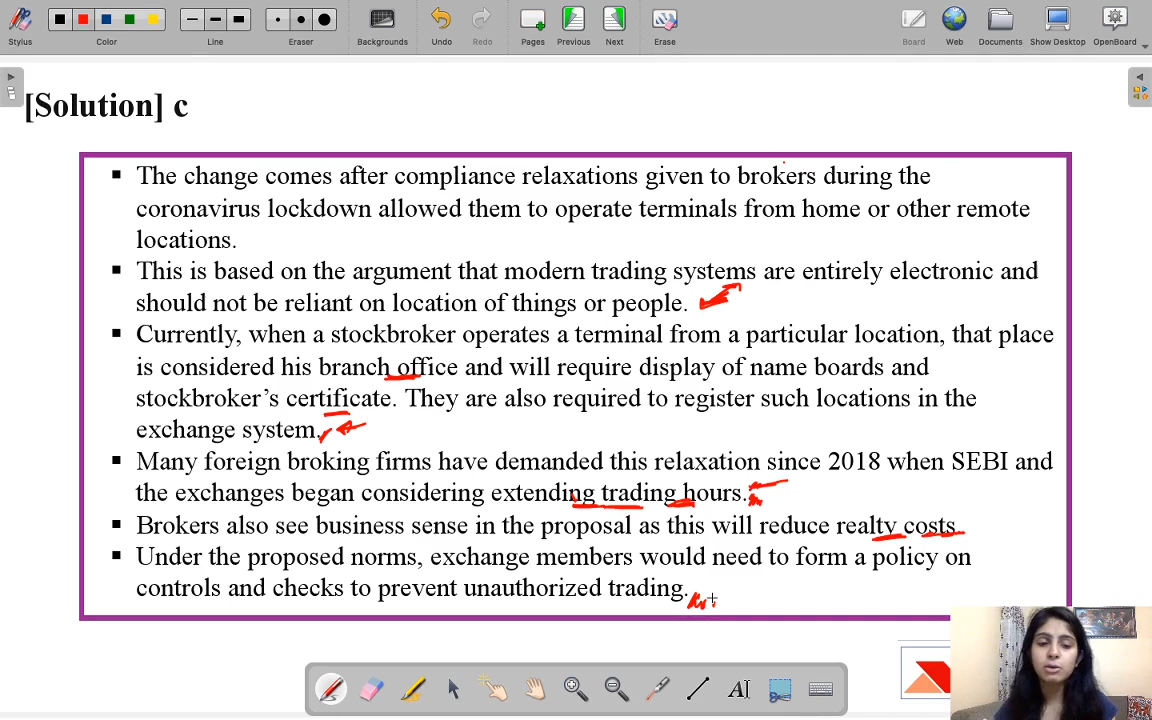 Stylus
Color
Line
Eraser
Backgrounds
Undo
Redo
Pages
Previous
Next
Erase
Board
Web
Documents
Show Desktop
OpenBoard
[Solution] c
▪ The change comes after compliance relaxations given to brokers during the
coronavirus lockdown allowed them to operate terminals from home or other remote
locations.
▪ This is based on the argument that modern trading systems are entirely electronic and
should not be reliant on location of things or people.
▪ Currently, when a stockbroker operates a terminal from a particular location, that place
is considered his branch office and will require display of name boards and
stockbroker’s certificate. They are also required to register such locations in the
exchange system.
▪ Many foreign broking firms have demanded this relaxation since 2018 when SEBI and
the exchanges began considering extending trading hours.
▪ Brokers also see business sense in the proposal as this will reduce realty costs.
▪ Under the proposed norms, exchange members would need to form a policy on
controls and checks to prevent unauthorized trading.